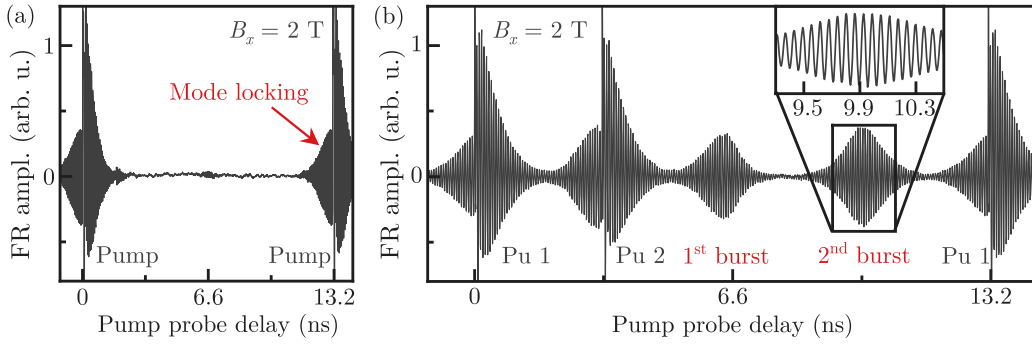 (a)
FR ampl. (arb. u.)
1
0
B_x = 2 T
Mode locking
Pump
Pump
0
6.6
13.2
Pump probe delay (ns)
(b)
FR ampl. (arb. u.)
1
0
B_x = 2 T
9.5
9.9
10.3
Pu 1
Pu 2
1st burst
2nd burst
Pu 1
0
6.6
13.2
Pump probe delay (ns)